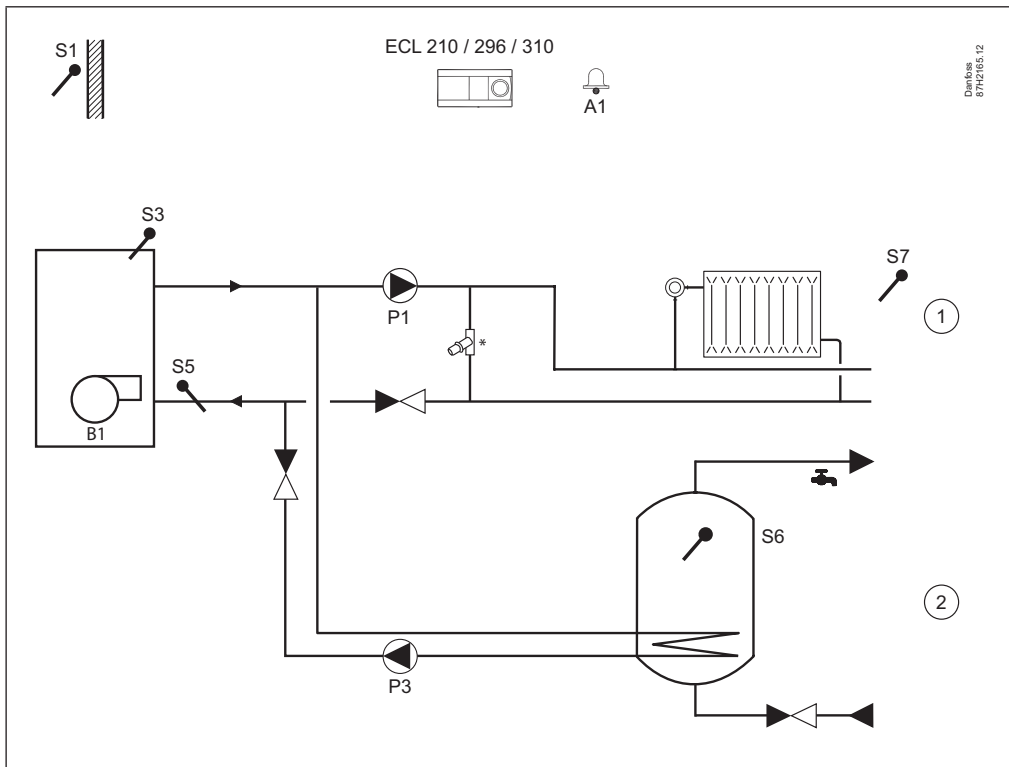 S1
ECL 210 / 296 / 310
A1
Danfoss
87H2165.12
S3
S7
P1
*
1
S5
B1
S6
2
P3